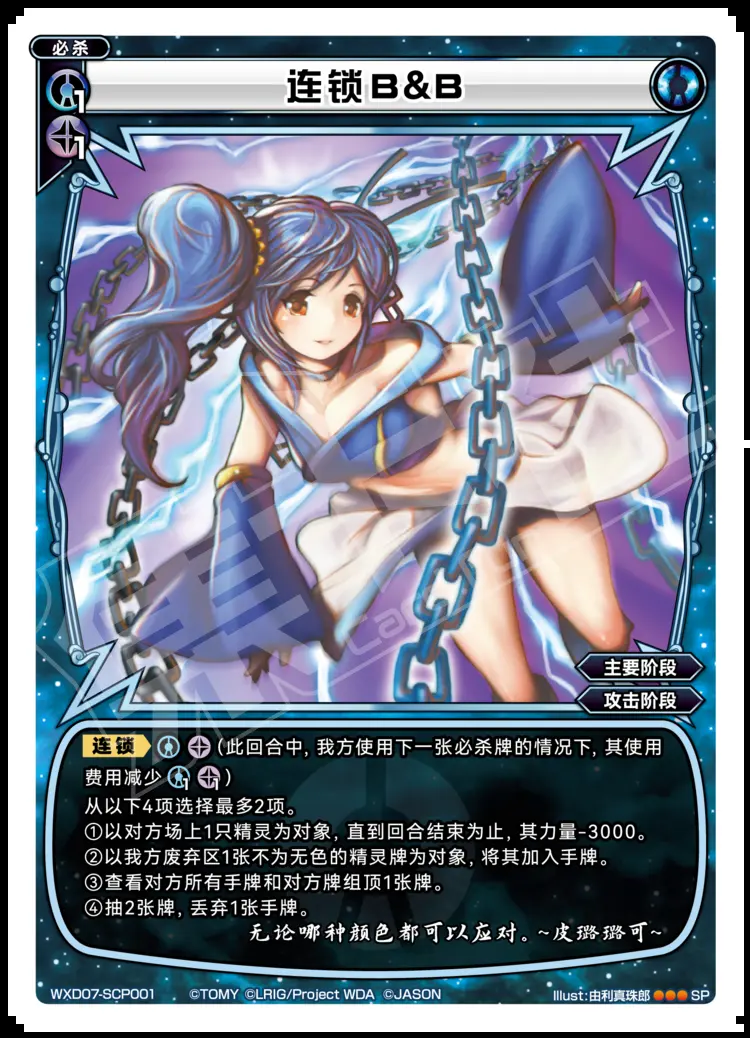 必杀
连锁B&B
1
1
主要阶段
攻击阶段
连锁 (此回合中, 我方使用下一张必杀牌的情况下, 其使用
费用减少 1 1)
从以下4项选择最多2项。
①以对方场上1只精灵为对象, 直到回合结束为止, 其力量-3000。
②以我方废弃区1张不为无色的精灵牌为对象, 将其加入手牌。
③查看对方所有手牌和对方牌组顶1张牌。
④抽2张牌, 丢弃1张手牌。
无论哪种颜色都可以应对。~皮璐璐可~
WXD07-SCP001 ©TOMY ©LRIG/Project WDA ©JASON Illust:由利真珠郎 SP